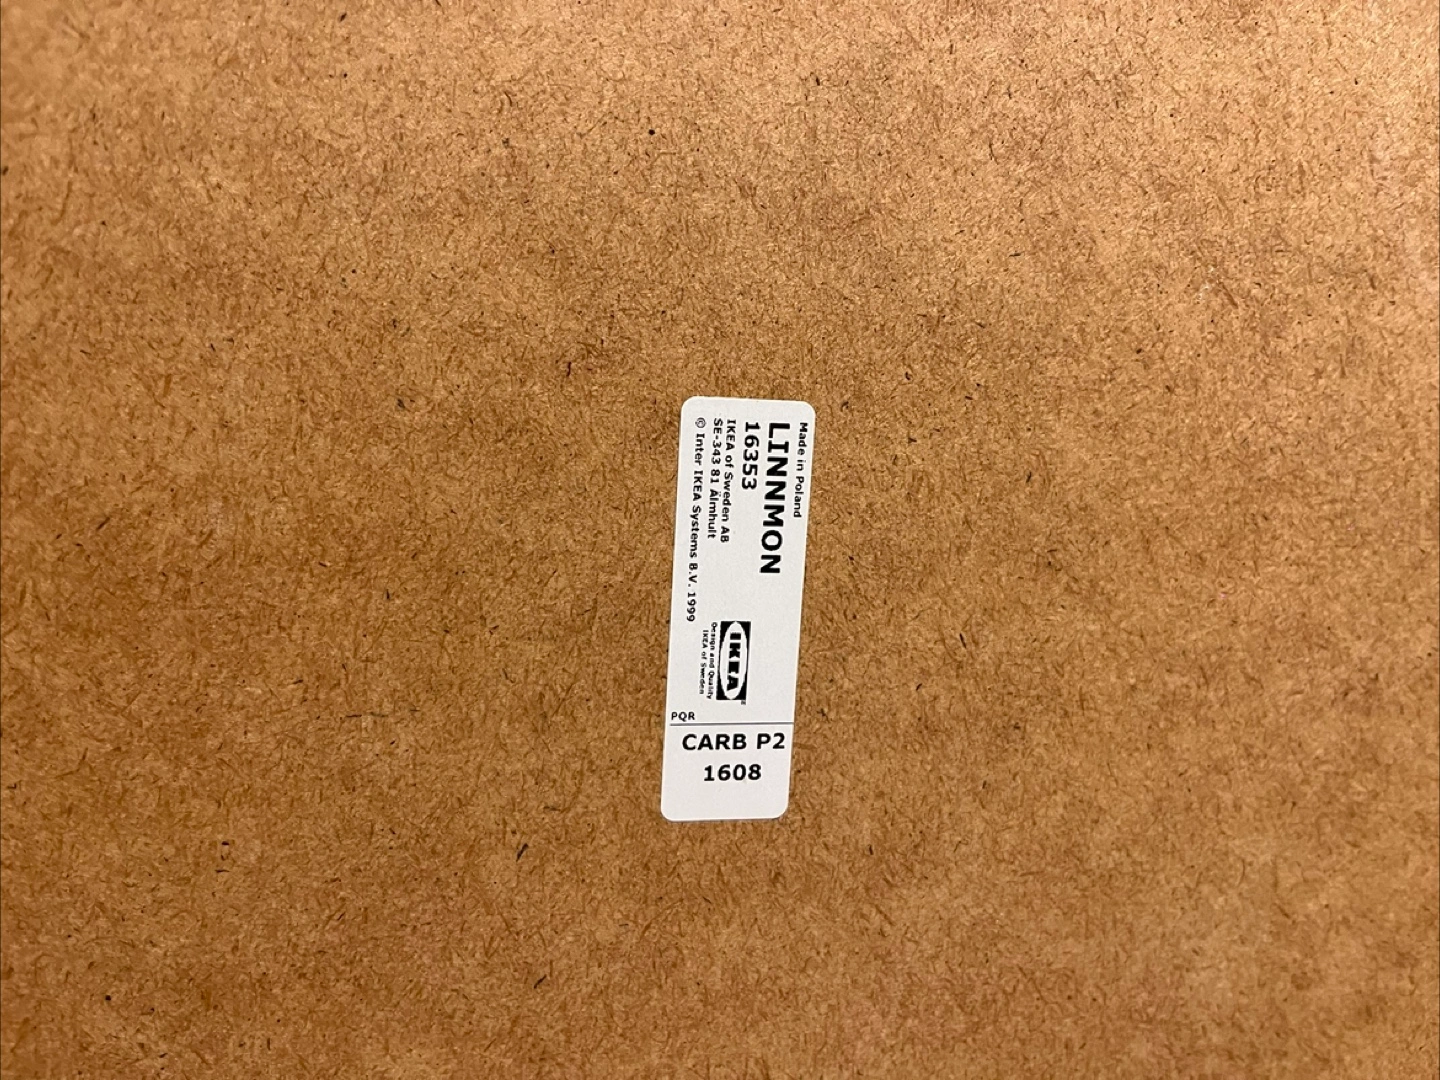 Made in Poland
LINNMON
16353
IKEA of Sweden AB
SE-343 81 Älmhult
© Inter IKEA Systems B.V. 1999
IKEA®
Design and Quality
IKEA of Sweden
PQR
CARB P2
1608